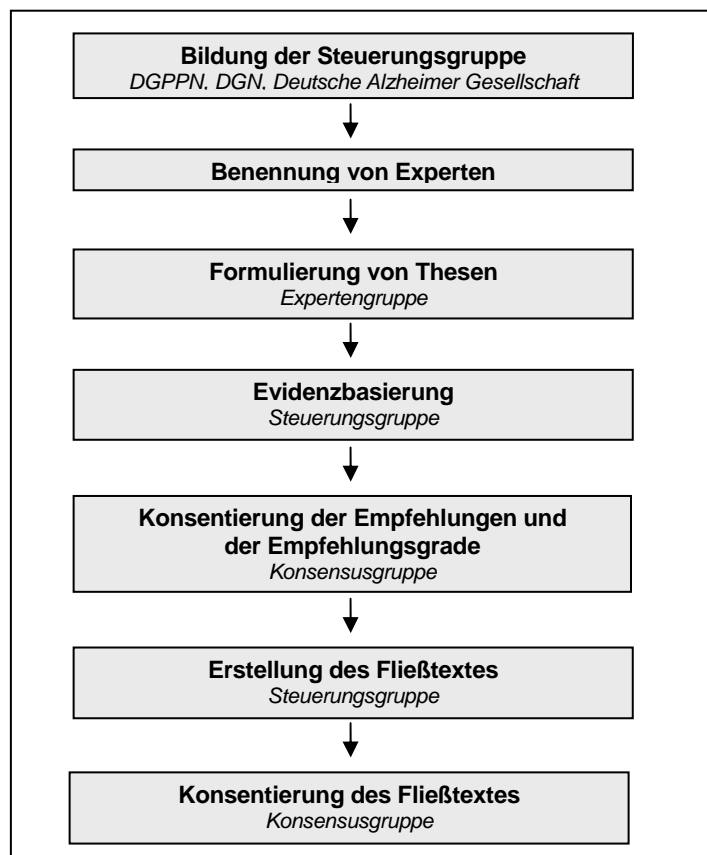 Bildung der Steuerungsgruppe
DGPPN, DGN, Deutsche Alzheimer Gesellschaft
Benennung von Experten
Formulierung von Thesen
Expertengruppe
Evidenzbasierung
Steuerungsgruppe
Konsentierung der Empfehlungen und
der Empfehlungsgrade
Konsensusgruppe
Erstellung des Fließtextes
Steuerungsgruppe
Konsentierung des Fließtextes
Konsensusgruppe